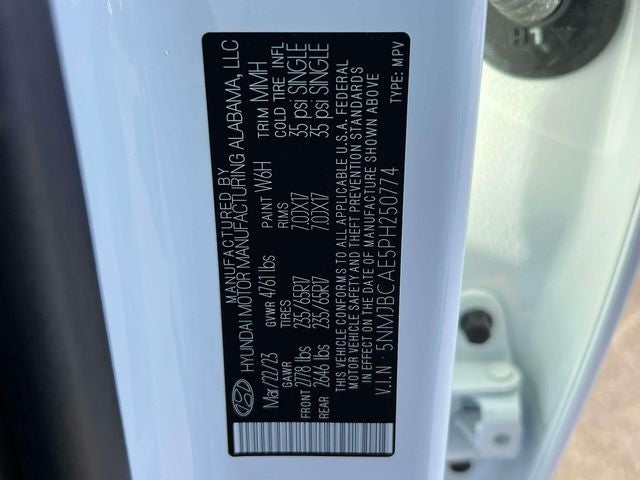 MANUFACTURED BY
HYUNDAI MOTOR MANUFACTURING ALABAMA, LLC
Mar/22/23 PAINT W6H TRIM MMH
GVWR 4761 lbs
GAWR TIRES RIMS COLD TIRE INFL
FRONT 2778 lbs 235/65R17 7.0JX17 35 psi SINGLE
REAR 2646 lbs 235/65R17 7.0JX17 35 psi SINGLE
THIS VEHICLE CONFORMS TO ALL APPLICABLE U.S.A. FEDERAL
MOTOR VEHICLE SAFETY AND THEFT PREVENTION STANDARDS
IN EFFECT ON THE DATE OF MANUFACTURE SHOWN ABOVE
V.I.N : 5NMJBCAE5PH250774 TYPE: MPV